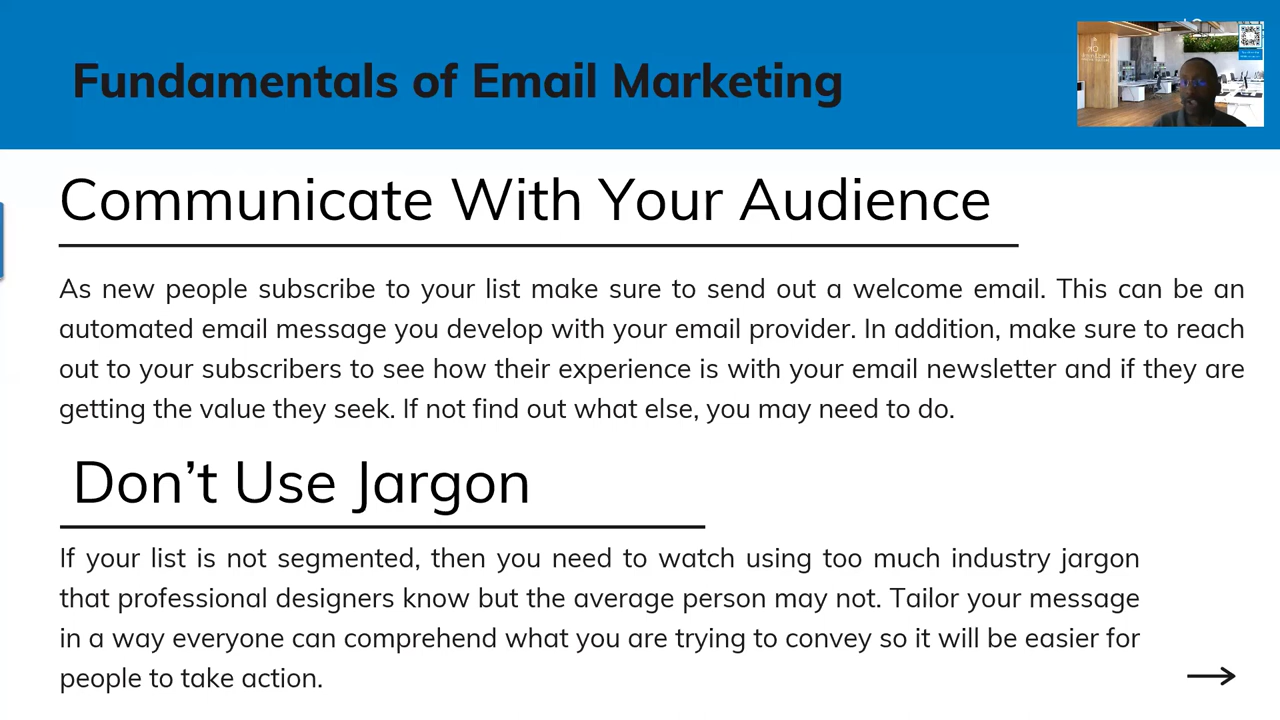 Fundamentals of Email Marketing
Communicate With Your Audience
As new people subscribe to your list make sure to send out a welcome email. This can be an
automated email message you develop with your email provider. In addition, make sure to reach
out to your subscribers to see how their experience is with your email newsletter and if they are
getting the value they seek. If not find out what else, you may need to do.
Don’t Use Jargon
If your list is not segmented, then you need to watch using too much industry jargon
that professional designers know but the average person may not. Tailor your message
in a way everyone can comprehend what you are trying to convey so it will be easier for
people to take action.